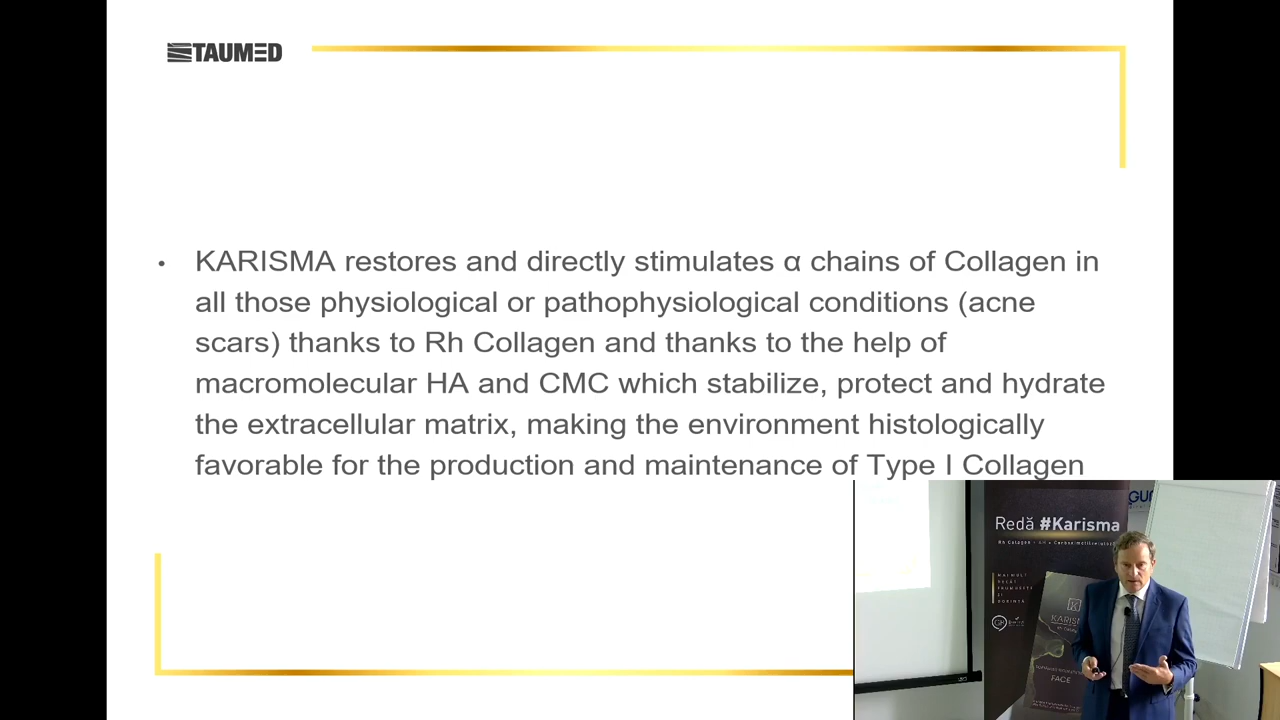 TAUMED
• KARISMA restores and directly stimulates α chains of Collagen in
all those physiological or pathophysiological conditions (acne
scars) thanks to Rh Collagen and thanks to the help of
macromolecular HA and CMC which stabilize, protect and hydrate
the extracellular matrix, making the environment histologically
favorable for the production and maintenance of Type I Collagen
Redă #Karisma
FACE